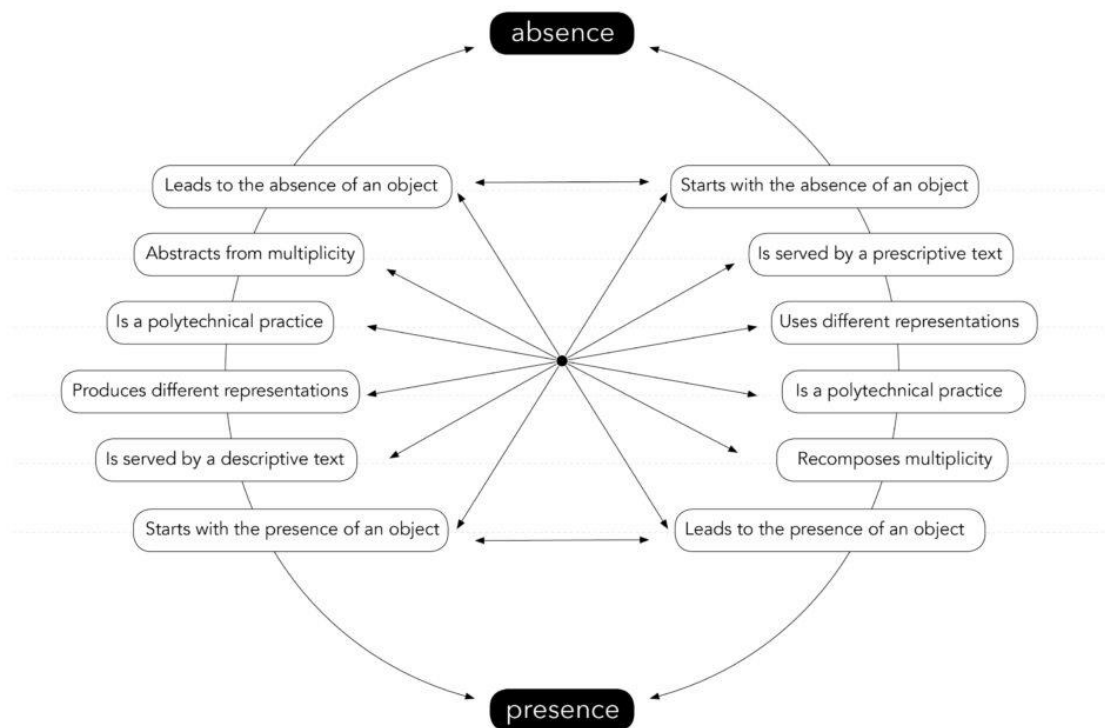 absence
Leads to the absence of an object
Starts with the absence of an object
Abstracts from multiplicity
Is served by a prescriptive text
Is a polytechnical practice
Uses different representations
Produces different representations
Is a polytechnical practice
Is served by a descriptive text
Recomposes multiplicity
Starts with the presence of an object
Leads to the presence of an object
presence